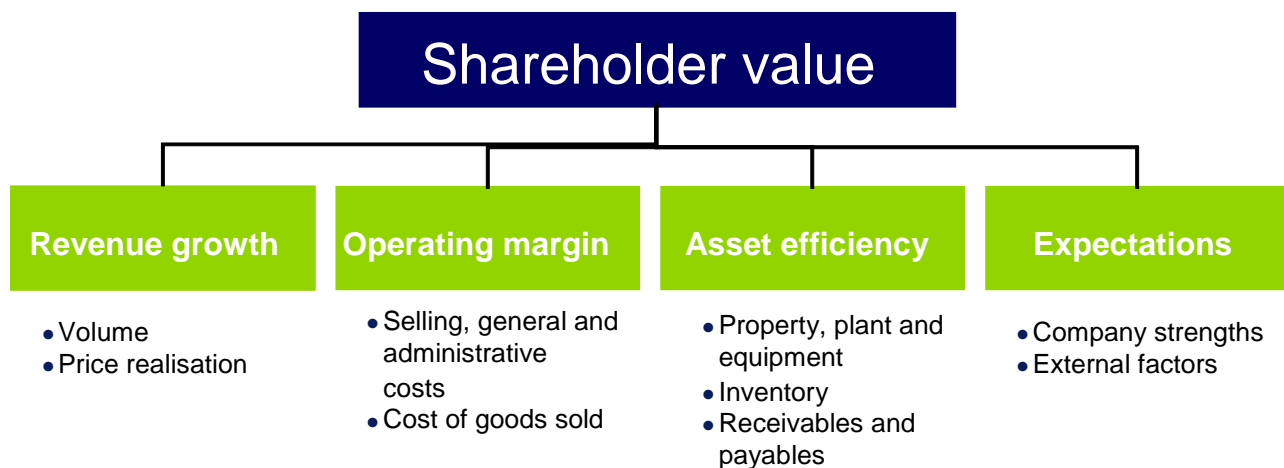 Shareholder value
Revenue growth
• Volume
• Price realisation
Operating margin
• Selling, general and
administrative
costs
• Cost of goods sold
Asset efficiency
• Property, plant and
equipment
• Inventory
• Receivables and
payables
Expectations
• Company strengths
• External factors